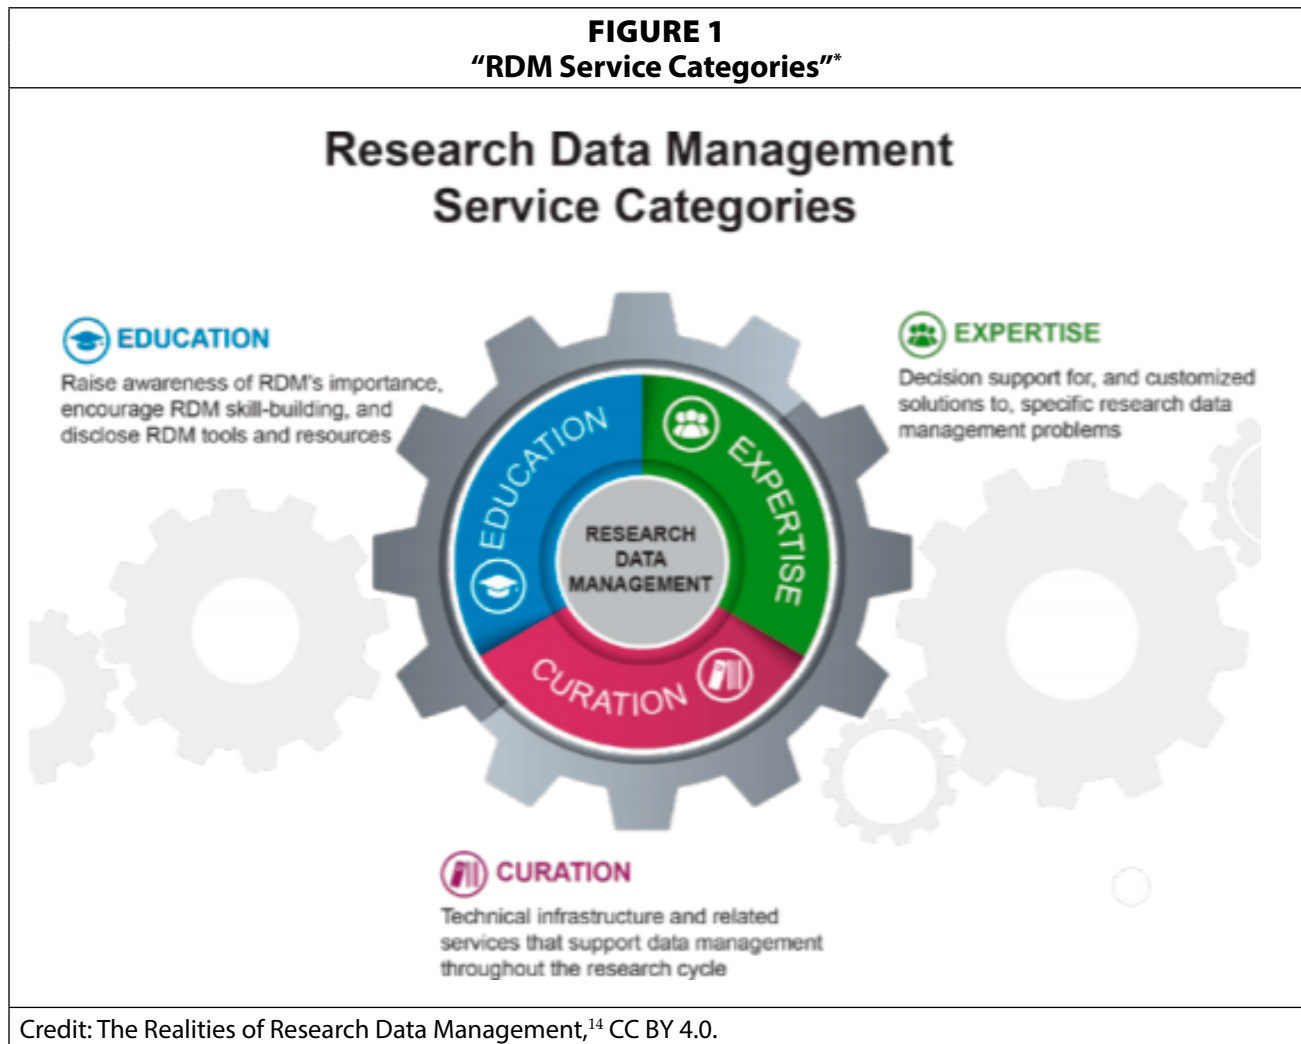 FIGURE 1
“RDM Service Categories”*
Research Data Management
Service Categories
EDUCATION
Raise awareness of RDM's importance,
encourage RDM skill-building, and
disclose RDM tools and resources
EXPERTISE
Decision support for, and customized
solutions to, specific research data
management problems
EDUCATION
EXPERTISE
RESEARCH
DATA
MANAGEMENT
CURATION
CURATION
Technical infrastructure and related
services that support data management
throughout the research cycle
Credit: The Realities of Research Data Management,14 CC BY 4.0.